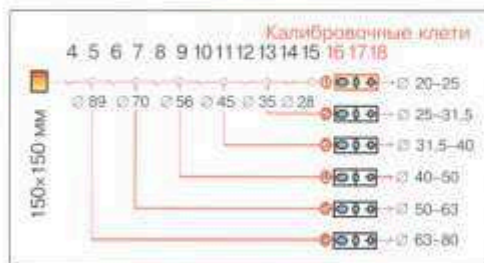 Калибровочные клети
4 5 6 7 8 9 10 11 12 13 14 15 16 17 18
∅ 20–25
∅ 89 ∅ 70 ∅ 56 ∅ 45 ∅ 35 ∅ 28
∅ 25–31,5
∅ 31,5–40
∅ 40–50
∅ 50–63
∅ 63–80
150x150 мм